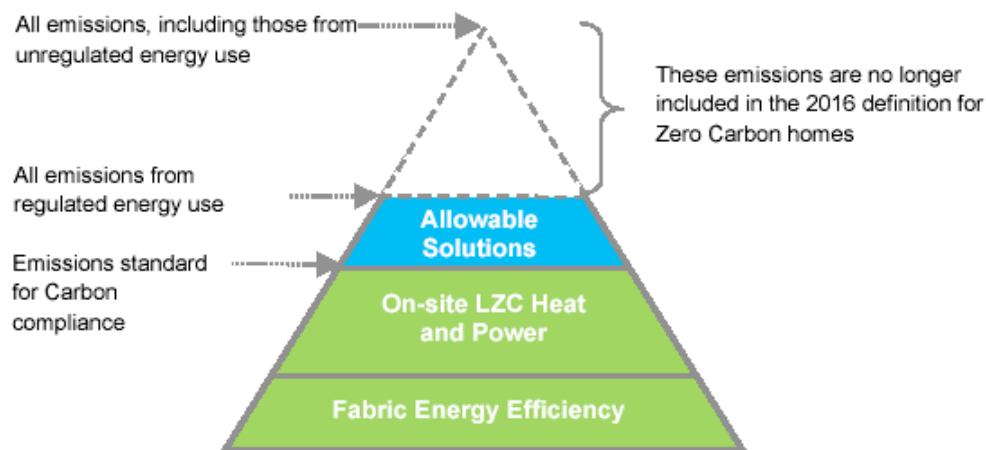 All emissions, including those from
unregulated energy use
These emissions are no longer
included in the 2016 definition for
Zero Carbon homes
All emissions from
regulated energy use
Allowable
Solutions
Emissions standard
for Carbon
compliance
On-site LZC Heat
and Power
Fabric Energy Efficiency